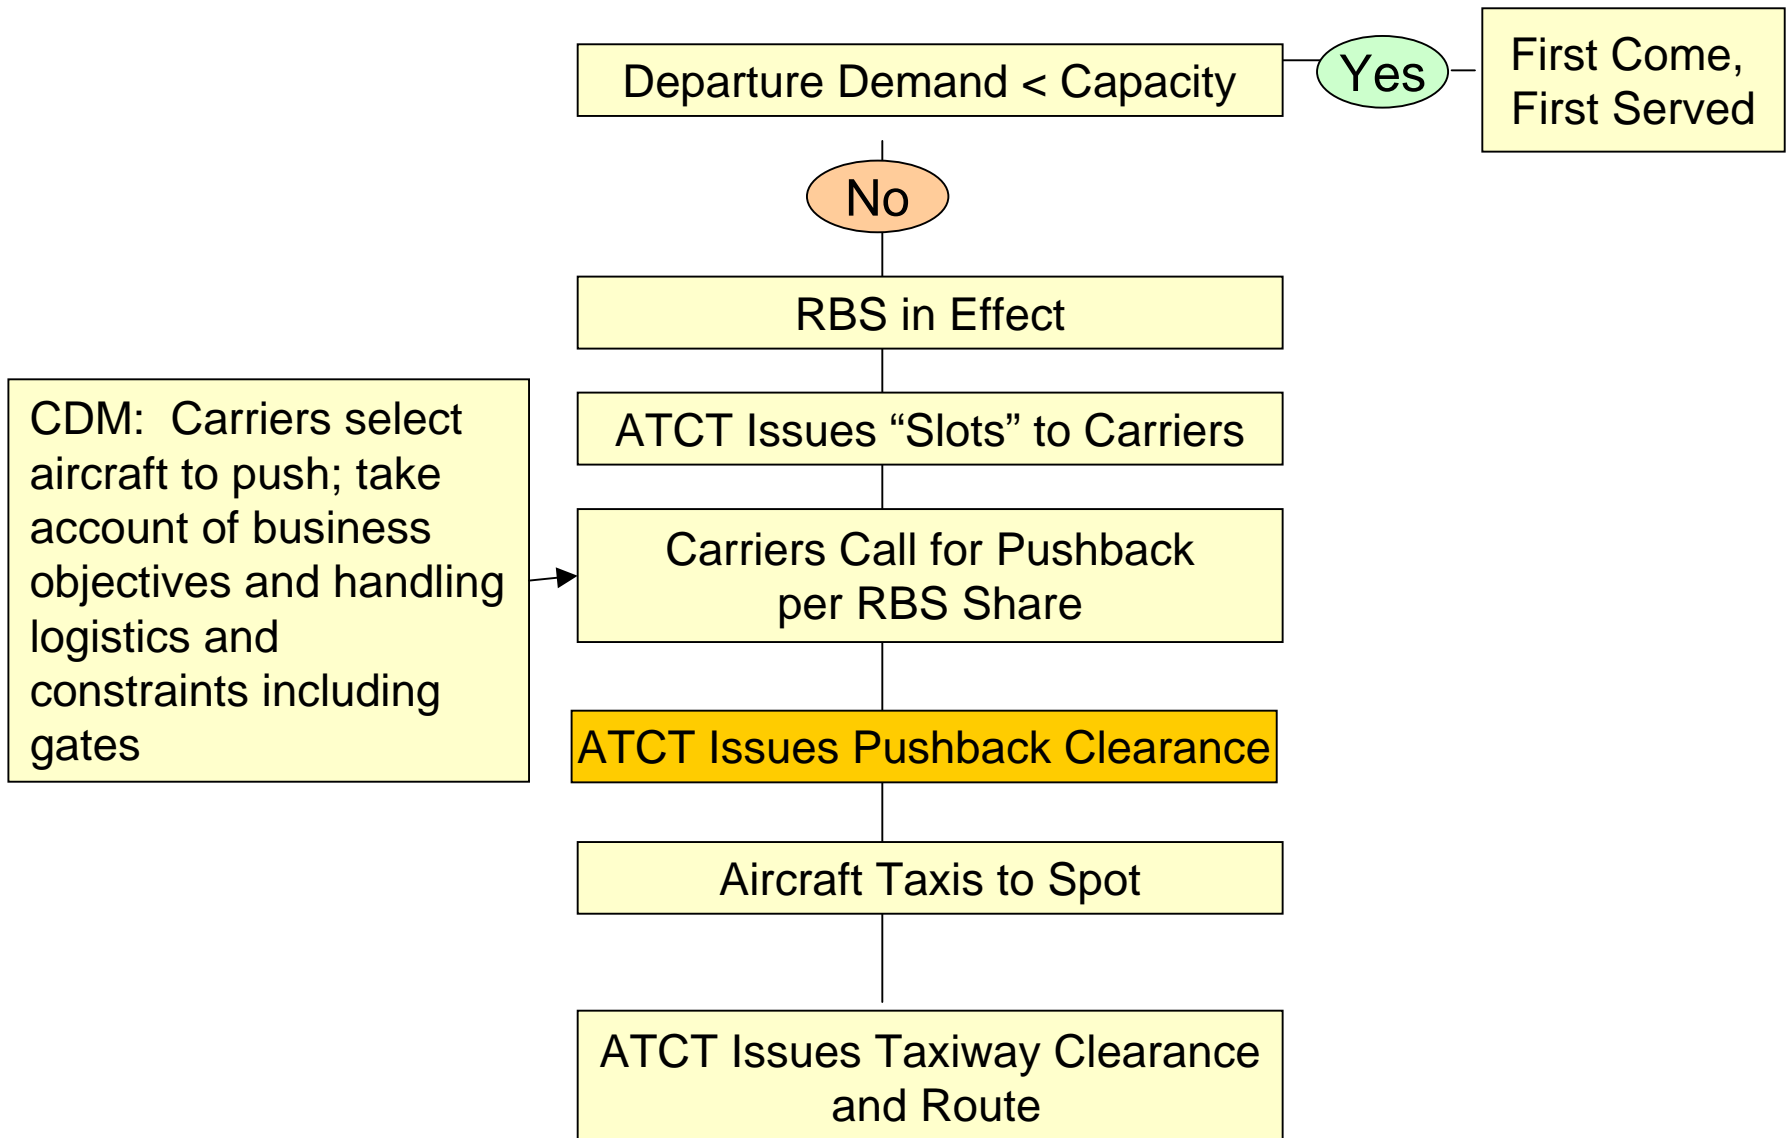 Departure Demand < Capacity
Yes
First Come,
First Served
No
RBS in Effect
ATCT Issues “Slots” to Carriers
CDM:  Carriers select
aircraft to push; take
account of business
objectives and handling
logistics and
constraints including
gates
Carriers Call for Pushback
per RBS Share
ATCT Issues Pushback Clearance
Aircraft Taxis to Spot
ATCT Issues Taxiway Clearance
and Route